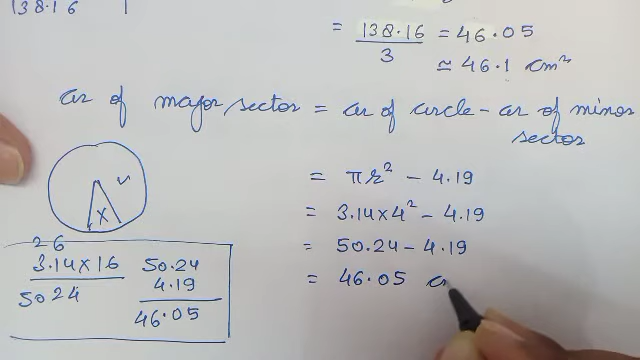 138.16
= 138.16 / 3 = 46.05
≃ 46.1 cm²
ar of major sector = ar of circle - ar of minor sector
x
= πr² - 4.19
= 3.14×4² - 4.19
= 50.24 - 4.19
= 46.05 c
2 6
3.14×16
5024
50.24
4.19
46.05